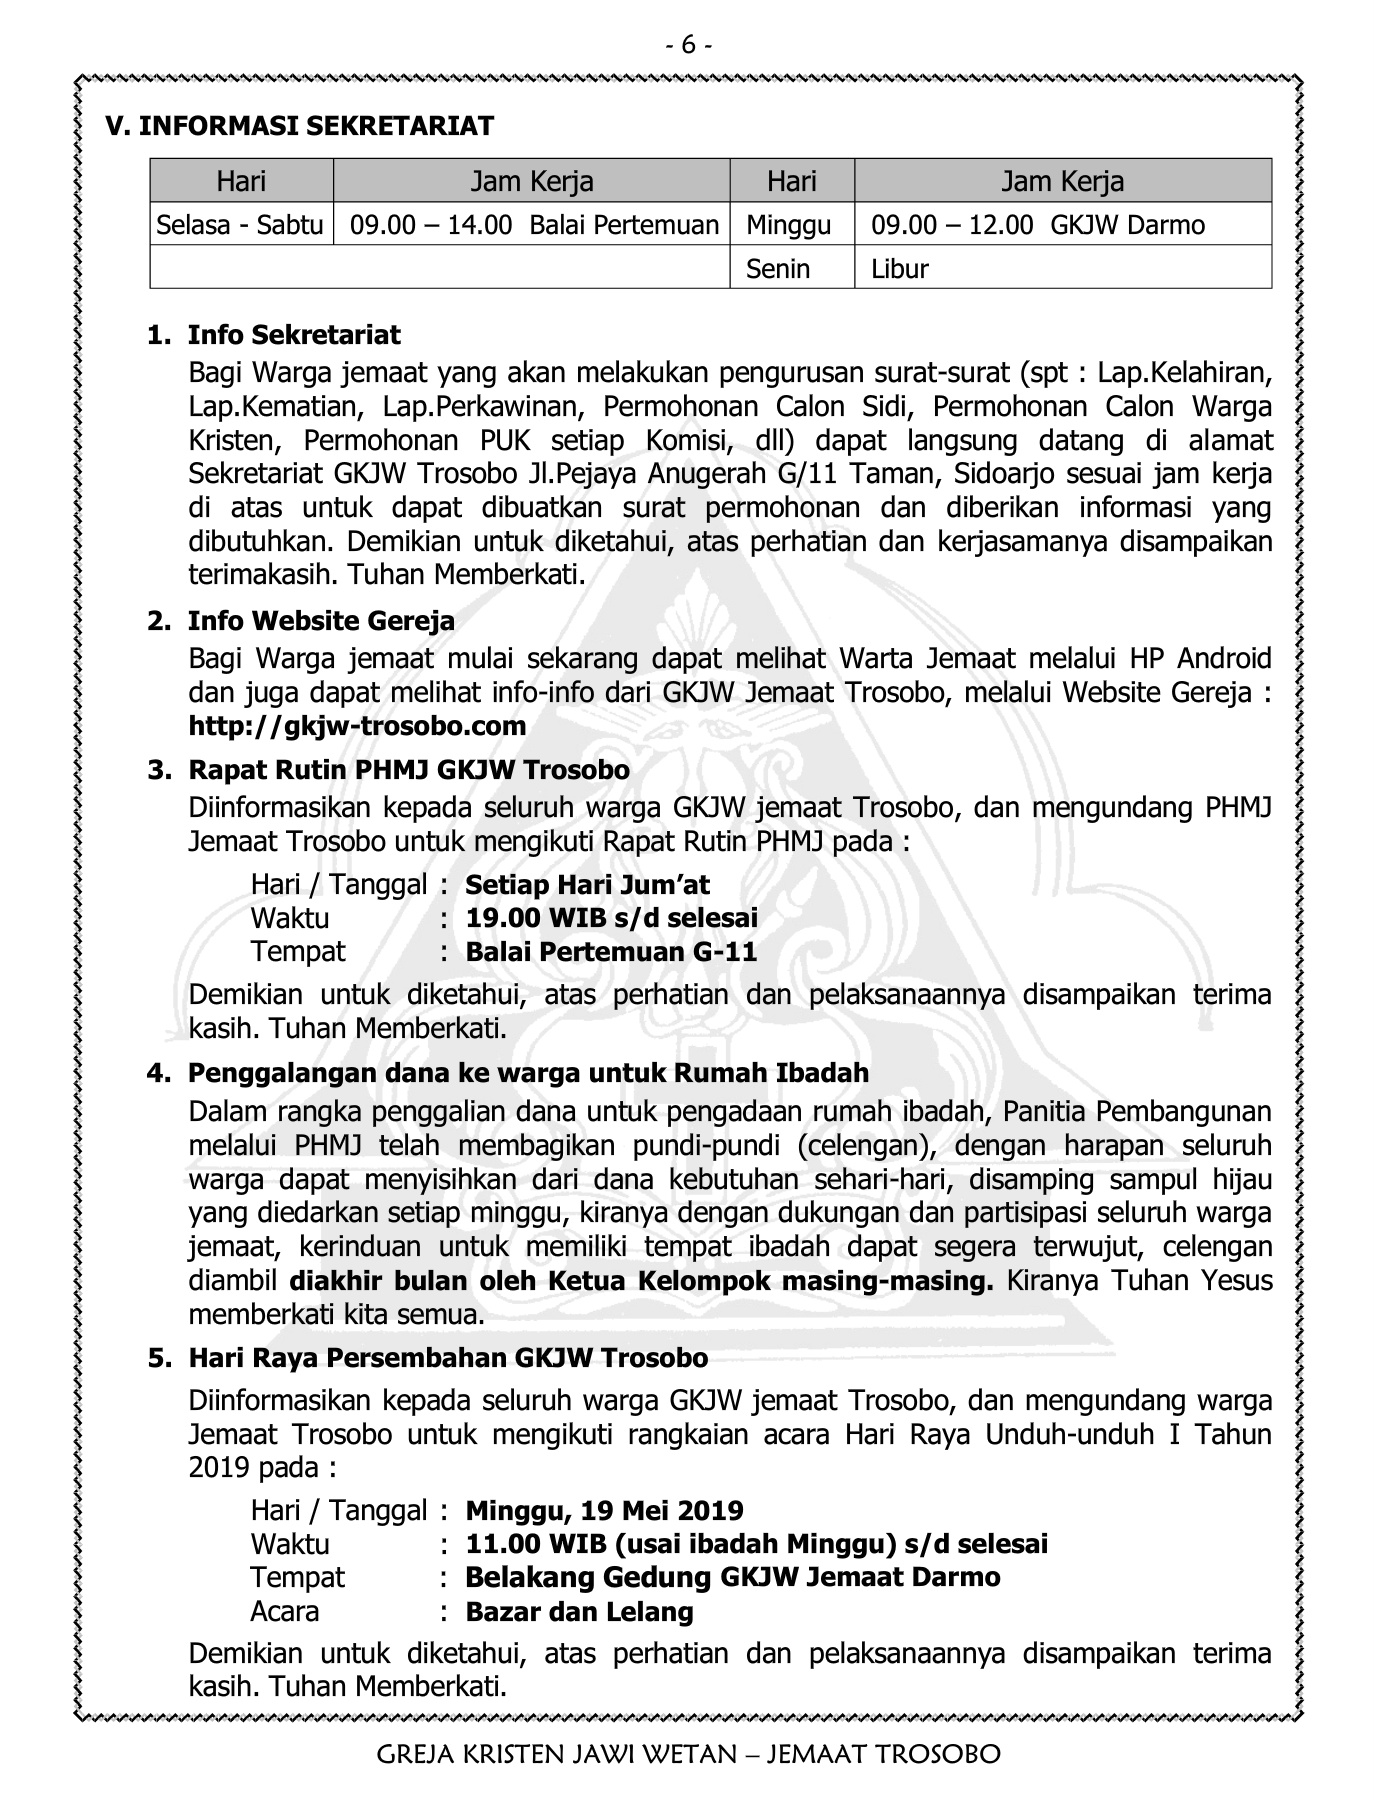 - 6 -
V. INFORMASI SEKRETARIAT
Hari Jam Kerja Hari Jam Kerja
Selasa - Sabtu 09.00 – 14.00 Balai Pertemuan Minggu 09.00 – 12.00 GKJW Darmo
Senin Libur
1. Info Sekretariat
Bagi Warga jemaat yang akan melakukan pengurusan surat-surat (spt : Lap.Kelahiran,
Lap.Kematian, Lap.Perkawinan, Permohonan Calon Sidi, Permohonan Calon Warga
Kristen, Permohonan PUK setiap Komisi, dll) dapat langsung datang di alamat
Sekretariat GKJW Trosobo Jl.Pejaya Anugerah G/11 Taman, Sidoarjo sesuai jam kerja
di atas untuk dapat dibuatkan surat permohonan dan diberikan informasi yang
dibutuhkan. Demikian untuk diketahui, atas perhatian dan kerjasamanya disampaikan
terimakasih. Tuhan Memberkati.
2. Info Website Gereja
Bagi Warga jemaat mulai sekarang dapat melihat Warta Jemaat melalui HP Android
dan juga dapat melihat info-info dari GKJW Jemaat Trosobo, melalui Website Gereja :
http://gkjw-trosobo.com
3. Rapat Rutin PHMJ GKJW Trosobo
Diinformasikan kepada seluruh warga GKJW jemaat Trosobo, dan mengundang PHMJ
Jemaat Trosobo untuk mengikuti Rapat Rutin PHMJ pada :
Hari / Tanggal : Setiap Hari Jum’at
Waktu : 19.00 WIB s/d selesai
Tempat : Balai Pertemuan G-11
Demikian untuk diketahui, atas perhatian dan pelaksanaannya disampaikan terima
kasih. Tuhan Memberkati.
4. Penggalangan dana ke warga untuk Rumah Ibadah
Dalam rangka penggalian dana untuk pengadaan rumah ibadah, Panitia Pembangunan
melalui PHMJ telah membagikan pundi-pundi (celengan), dengan harapan seluruh
warga dapat menyisihkan dari dana kebutuhan sehari-hari, disamping sampul hijau
yang diedarkan setiap minggu, kiranya dengan dukungan dan partisipasi seluruh warga
jemaat, kerinduan untuk memiliki tempat ibadah dapat segera terwujut, celengan
diambil diakhir bulan oleh Ketua Kelompok masing-masing. Kiranya Tuhan Yesus
memberkati kita semua.
5. Hari Raya Persembahan GKJW Trosobo
Diinformasikan kepada seluruh warga GKJW jemaat Trosobo, dan mengundang warga
Jemaat Trosobo untuk mengikuti rangkaian acara Hari Raya Unduh-unduh I Tahun
2019 pada :
Hari / Tanggal : Minggu, 19 Mei 2019
Waktu : 11.00 WIB (usai ibadah Minggu) s/d selesai
Tempat : Belakang Gedung GKJW Jemaat Darmo
Acara : Bazar dan Lelang
Demikian untuk diketahui, atas perhatian dan pelaksanaannya disampaikan terima
kasih. Tuhan Memberkati.
GREJA KRISTEN JAWI WETAN – JEMAAT TROSOBO